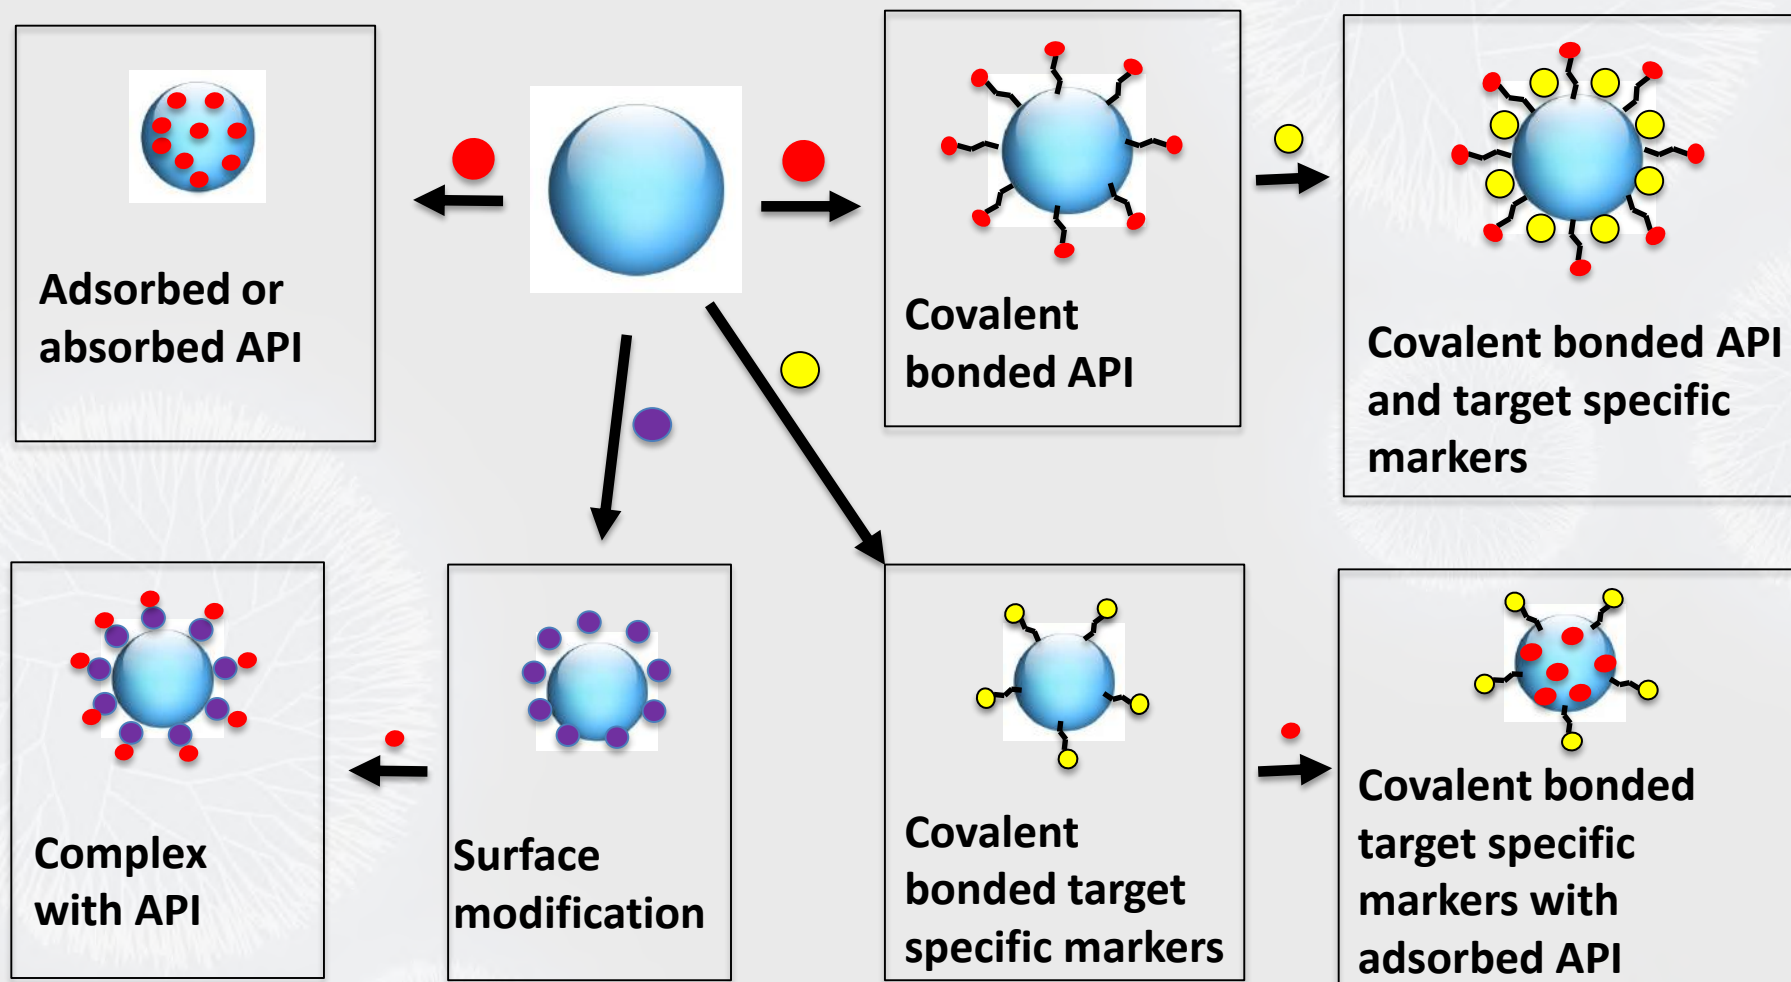 Adsorbed or
absorbed API
Covalent
bonded API
Covalent bonded API
and target specific
markers
Complex
with API
Surface
modification
Covalent
bonded target
specific markers
Covalent bonded
target specific
markers with
adsorbed API